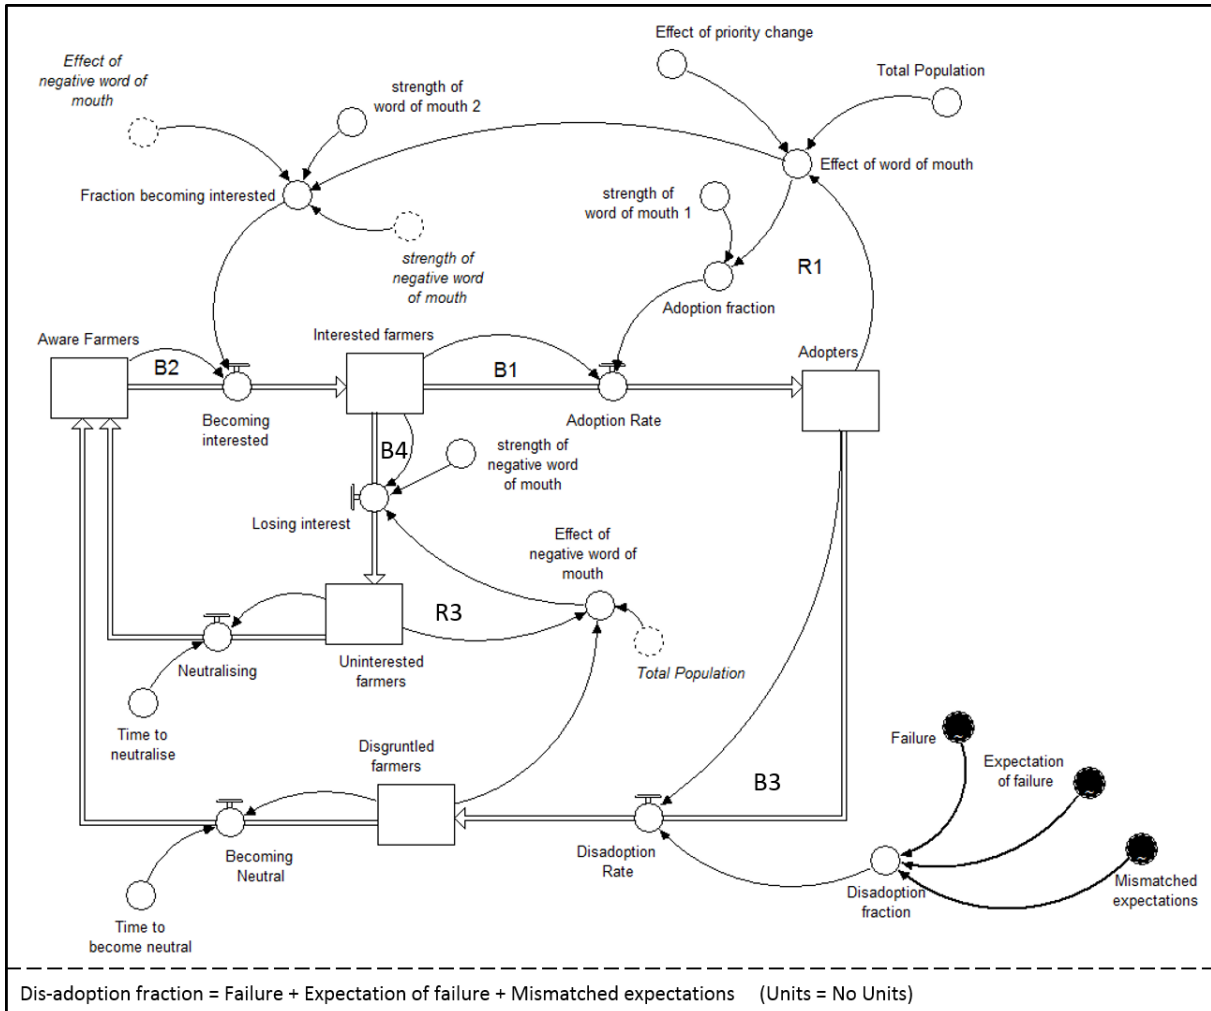 Effect of priority change
Effect of
negative word of
mouth
strength of
word of mouth 2
Total Population
Fraction becoming interested
Effect of word of mouth
strength of
word of mouth 1
strength of
negative word
of mouth
R1
Adoption fraction
Aware Farmers
Interested farmers
Adopters
B2
B1
Becoming
interested
Adoption Rate
B4
strength of
negative word
of mouth
Losing interest
Effect of
negative word of
mouth
R3
Neutralising
Uninterested
farmers
Total Population
Time to
neutralise
Disgruntled
farmers
Failure
Expectation
of failure
B3
Becoming
Neutral
Disadoption
Rate
Mismatched
expectations
Disadoption
fraction
Time to
become neutral
Dis-adoption fraction = Failure + Expectation of failure + Mismatched expectations (Units = No Units)